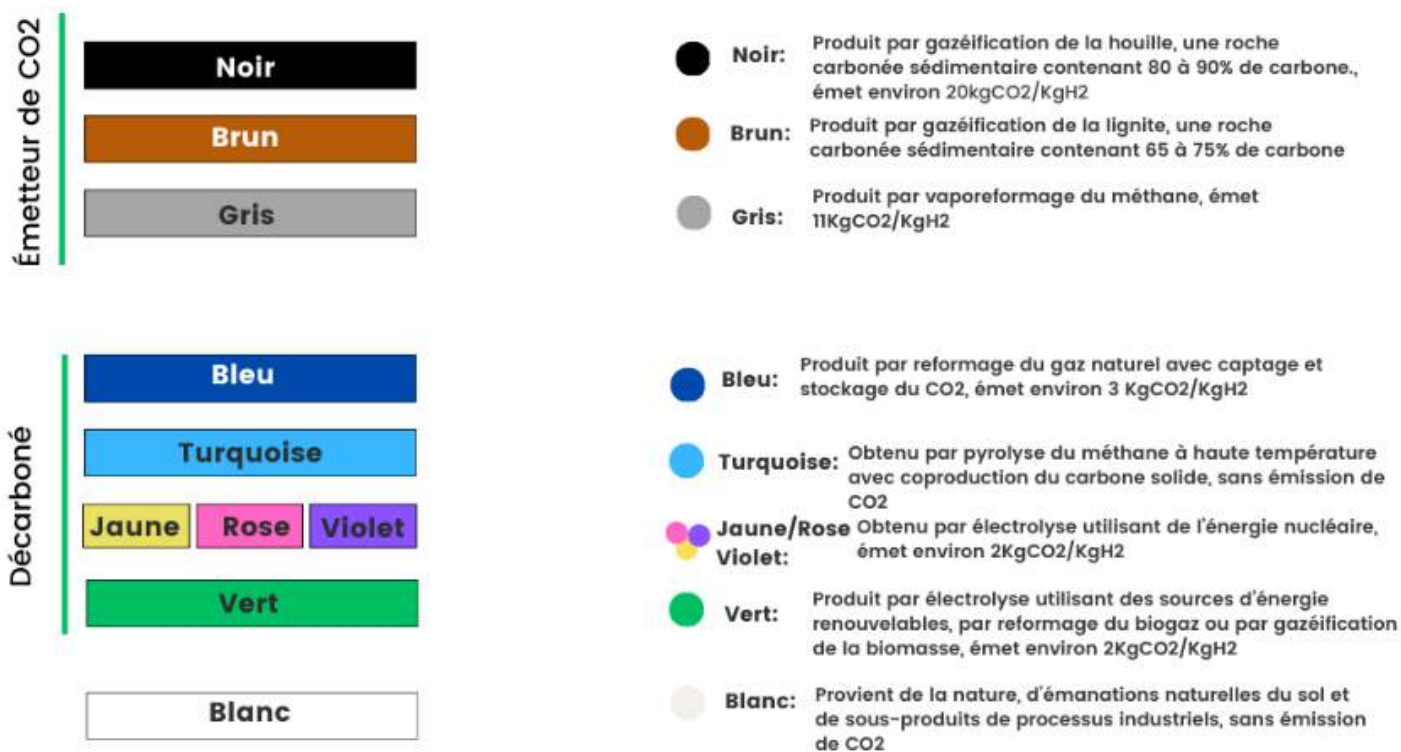 Émetteur de CO2
Noir
Brun
Gris
Noir:
Produit par gazéification de la houille, une roche
carbonée sédimentaire contenant 80 à 90% de carbone.,
émet environ 20kgCO2/KgH2
Brun:
Produit par gazéification de la lignite, une roche
carbonée sédimentaire contenant 65 à 75% de carbone
Gris:
Produit par vaporeformage du méthane, émet
11KgCO2/KgH2
Décarboné
Bleu
Turquoise
Jaune
Rose
Violet
Vert
Blanc
Bleu:
Produit par reformage du gaz naturel avec captage et
stockage du CO2, émet environ 3 KgCO2/KgH2
Turquoise:
Obtenu par pyrolyse du méthane à haute température
avec coproduction du carbone solide, sans émission de
CO2
Jaune/Rose
Violet:
Obtenu par électrolyse utilisant de l'énergie nucléaire,
émet environ 2KgCO2/KgH2
Vert:
Produit par électrolyse utilisant des sources d'énergie
renouvelables, par reformage du biogaz ou par gazéification
de la biomasse, émet environ 2KgCO2/KgH2
Blanc:
Provient de la nature, d'émanations naturelles du sol et
de sous-produits de processus industriels, sans émission
de CO2